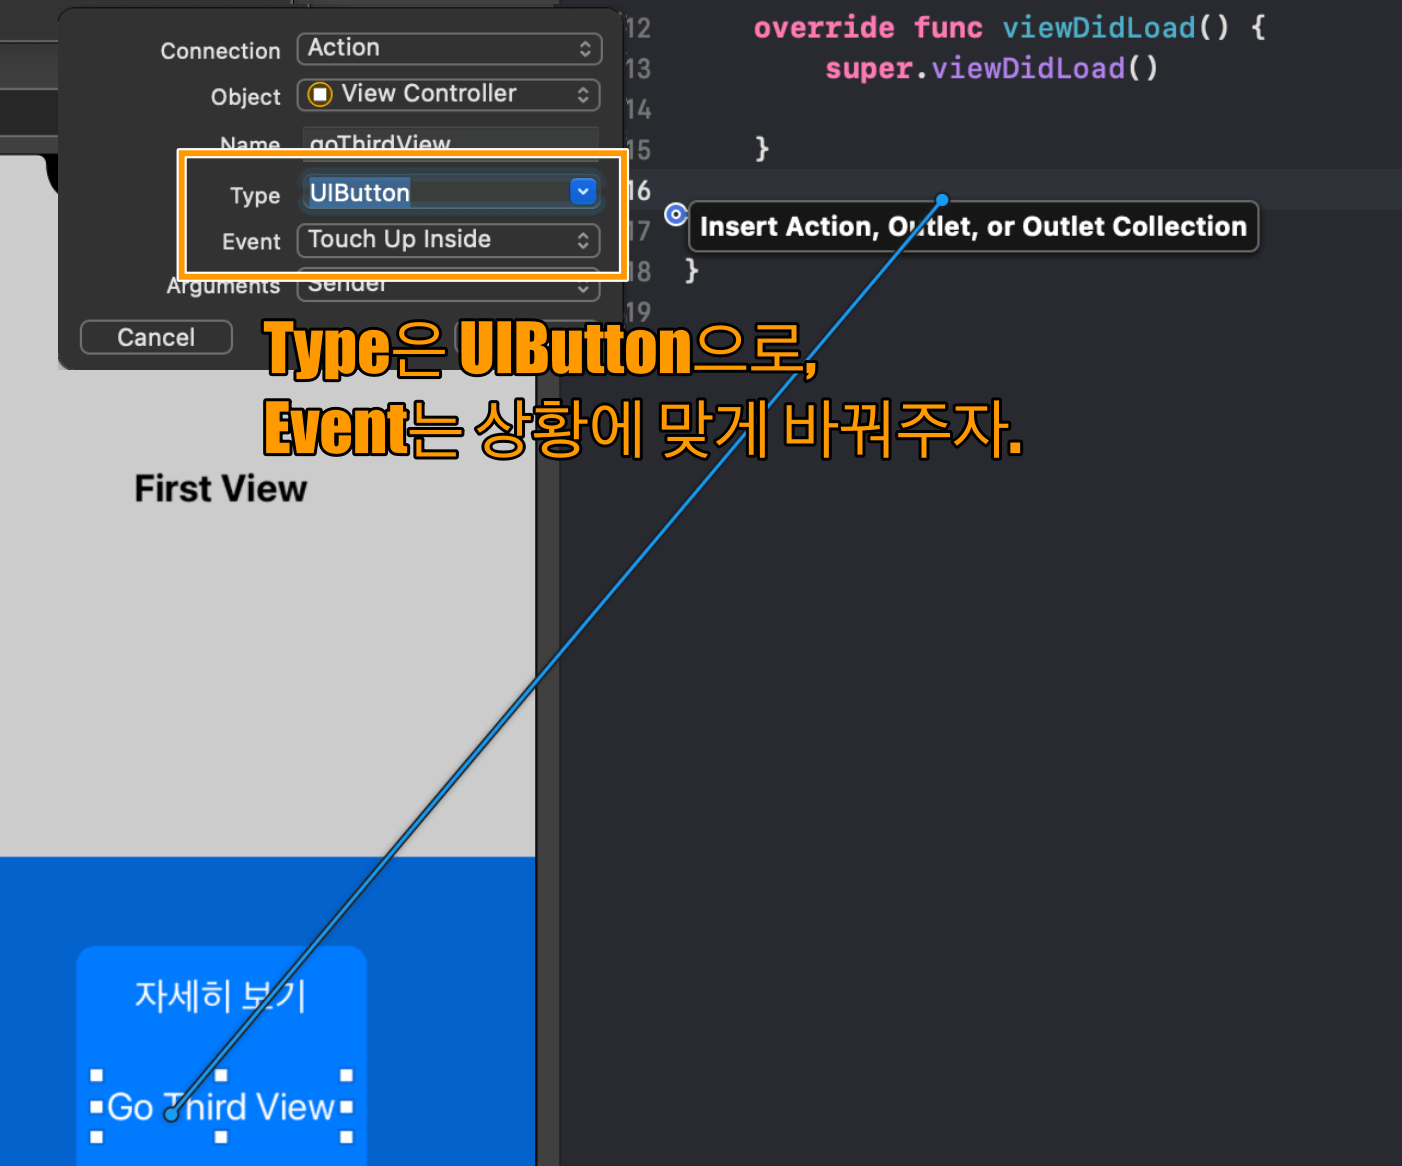 Connection Action
Object View Controller
Name goThirdView
Type UIButton
Event Touch Up Inside
Arguments Sender
Cancel
12 override func viewDidLoad() {
13 super.viewDidLoad()
14
15 }
16
17
Insert Action, Outlet, or Outlet Collection
18 }
19
Type은 UIButton으로,
Event는 상황에 맞게 바꿔주자.
First View
자세히 보기
Go Third View